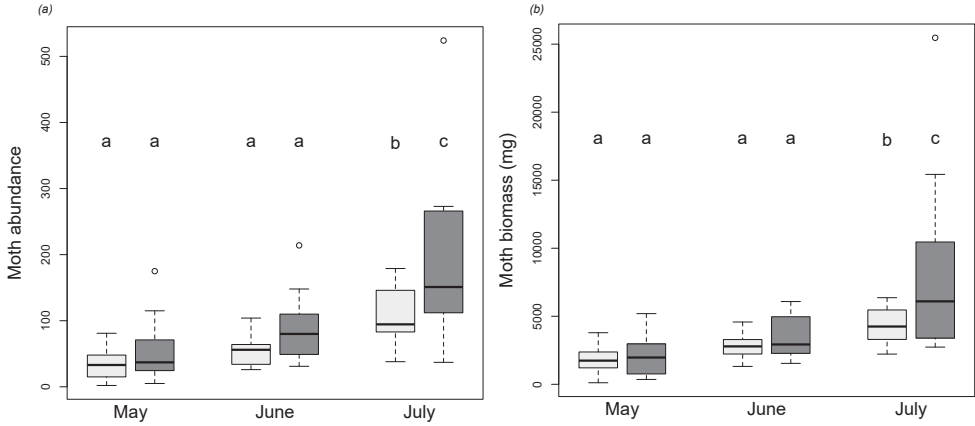 (a)
Moth abundance
500
400
300
200
100
0
a a a a b c
May June July
(b)
Moth biomass (mg)
25000
20000
15000
10000
5000
0
a a a a b c
May June July